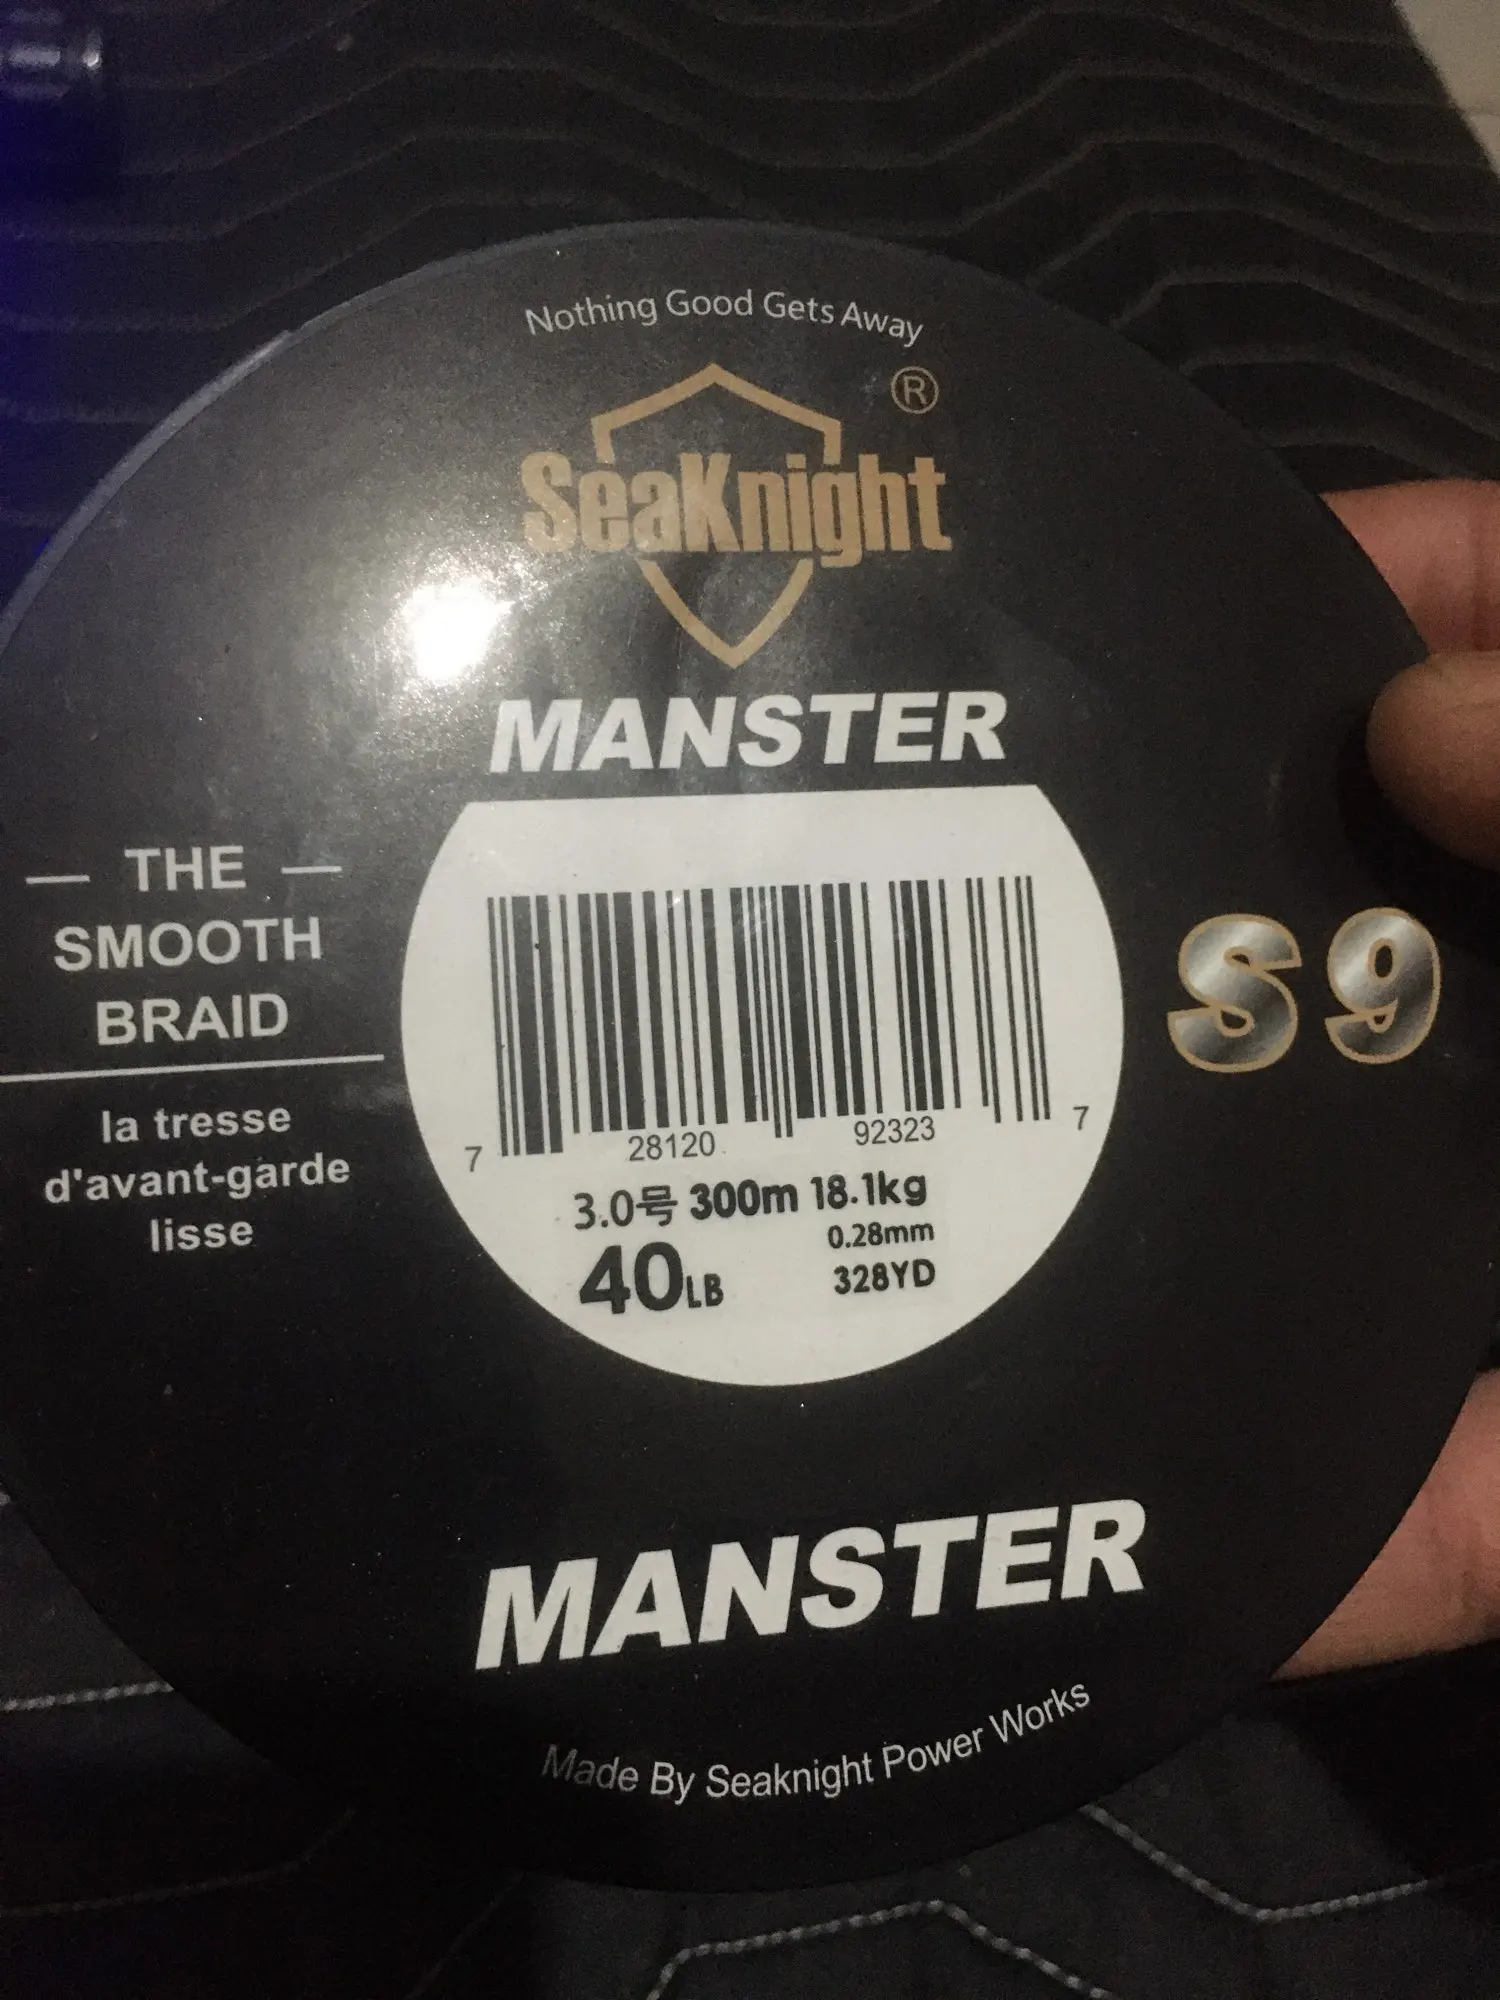 Nothing Good Gets Away
®
SeaKnight
MANSTER
THE
SMOOTH
BRAID
la tresse
d'avant-garde
lisse
S9
7 28120 92323 7
3.0号 300m 18.1kg
0.28mm
40LB 328YD
MANSTER
Made By Seaknight Power Works